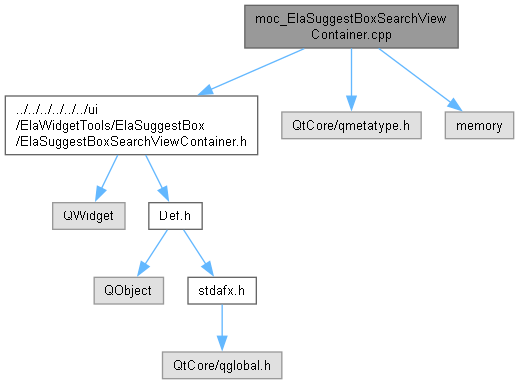 moc_ElaSuggestBoxSearchView
Container.cpp
../../../../../../ui
/ElaWidgetTools/ElaSuggestBox
/ElaSuggestBoxSearchViewContainer.h
QtCore/qmetatype.h
memory
QWidget
Def.h
QObject
stdafx.h
QtCore/qglobal.h